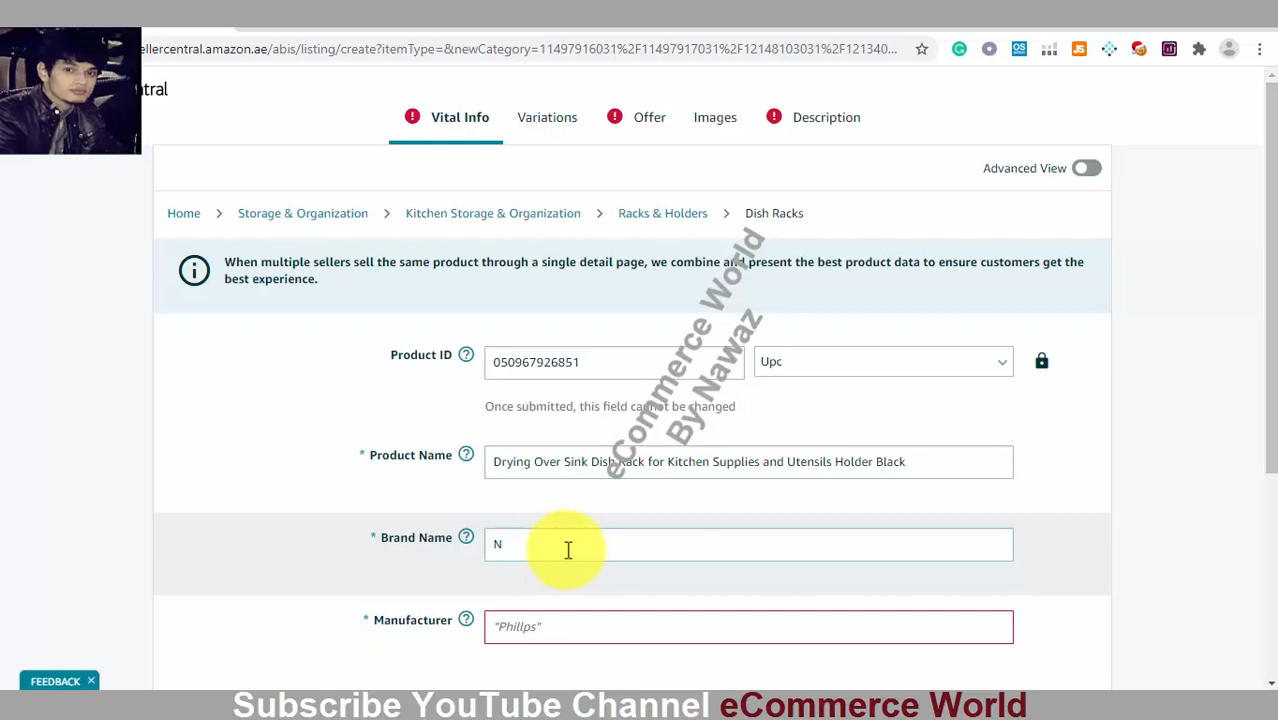 ellercentral.amazon.ae/abis/listing/create?itemType=&newCategory=11497916031%2F11497917031%2F12148103031%2F121340...
ntral
Vital Info
Variations
Offer
Images
Description
Advanced View
Home > Storage & Organization > Kitchen Storage & Organization > Racks & Holders > Dish Racks
When multiple sellers sell the same product through a single detail page, we combine and present the best product data to ensure customers get the
best experience.
Product ID
050967926851
Upc
Once submitted, this field cannot be changed
* Product Name
Drying Over Sink Dish Rack for Kitchen Supplies and Utensils Holder Black
* Brand Name
N
* Manufacturer
"Phillps"
eCommerce World
By Nawaz
FEEDBACK
Subscribe YouTube Channel eCommerce World